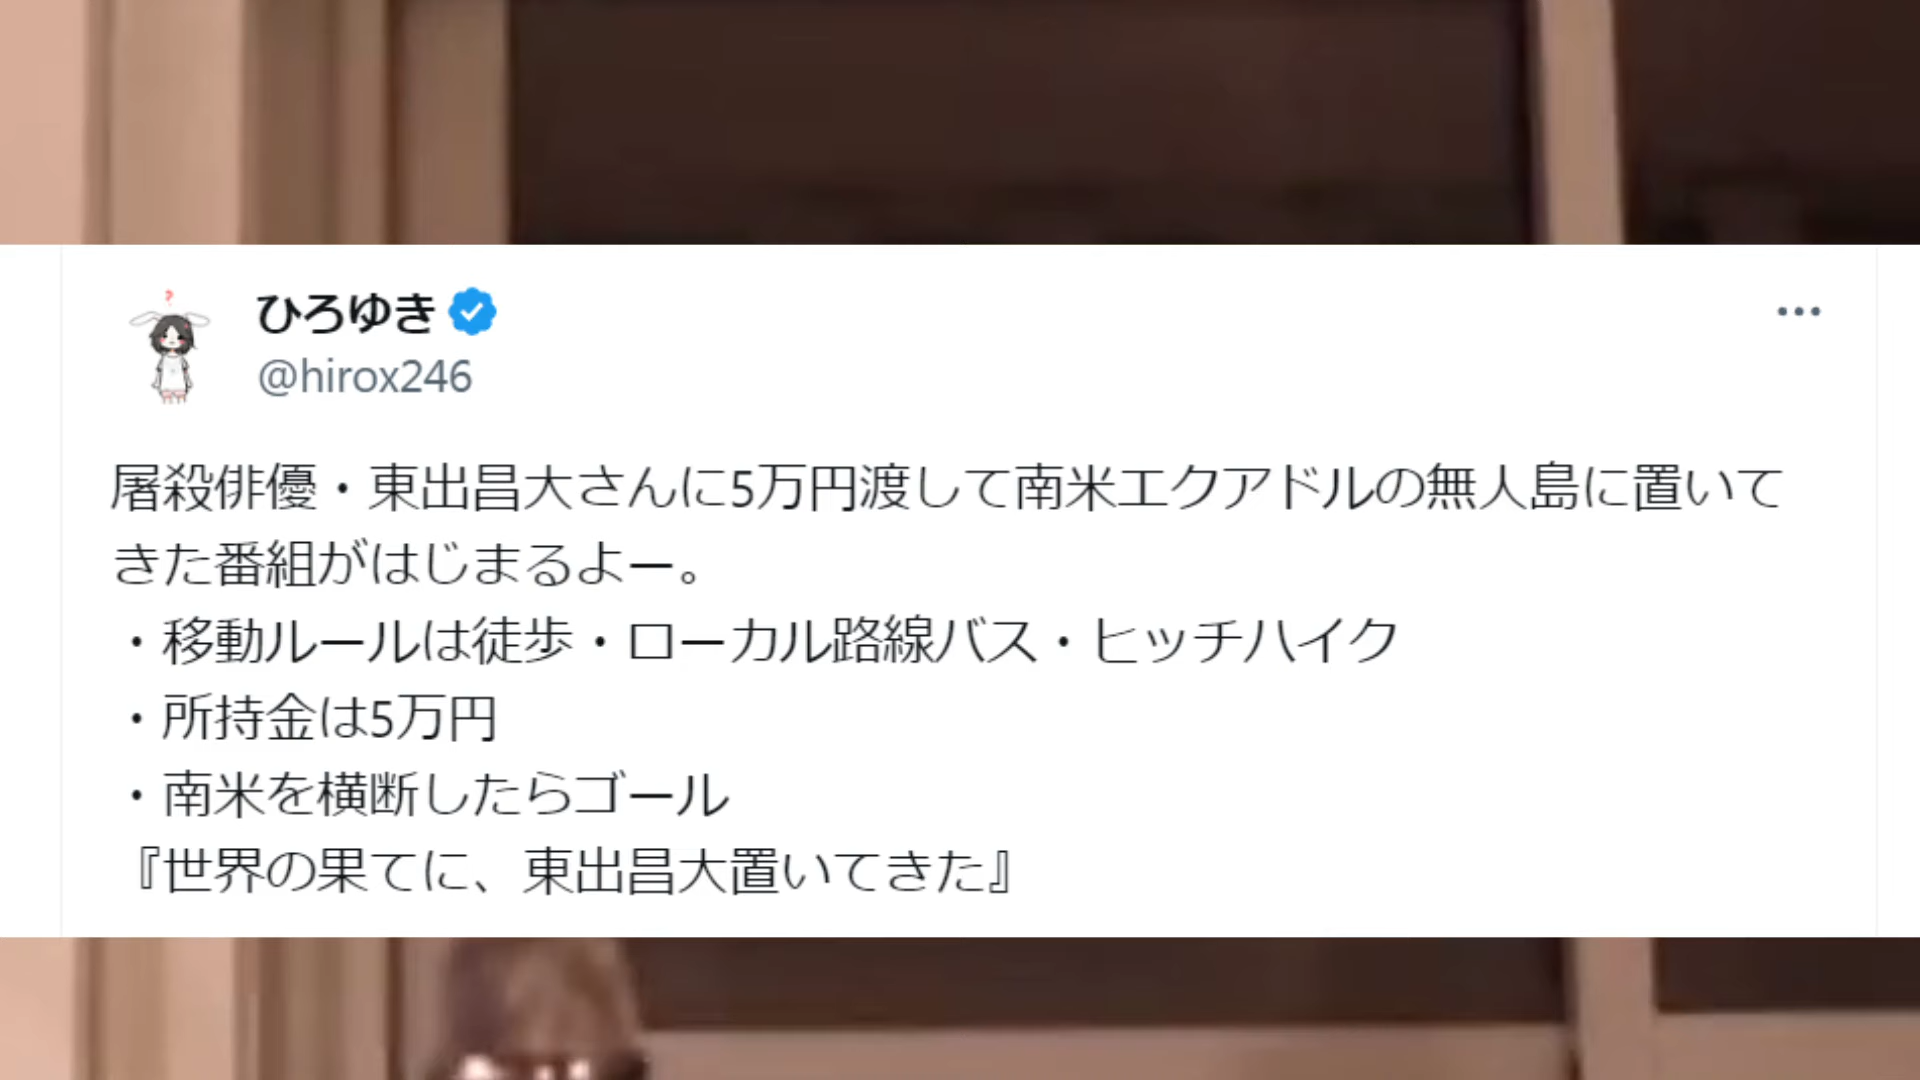 ひろゆき
@hirox246
屠殺俳優・東出昌大さんに5万円渡して南米エクアドルの無人島に置いて
きた番組がはじまるよー。
・移動ルールは徒歩・ローカル路線バス・ヒッチハイク
・所持金は5万円
・南米を横断したらゴール
『世界の果てに、東出昌大置いてきた』